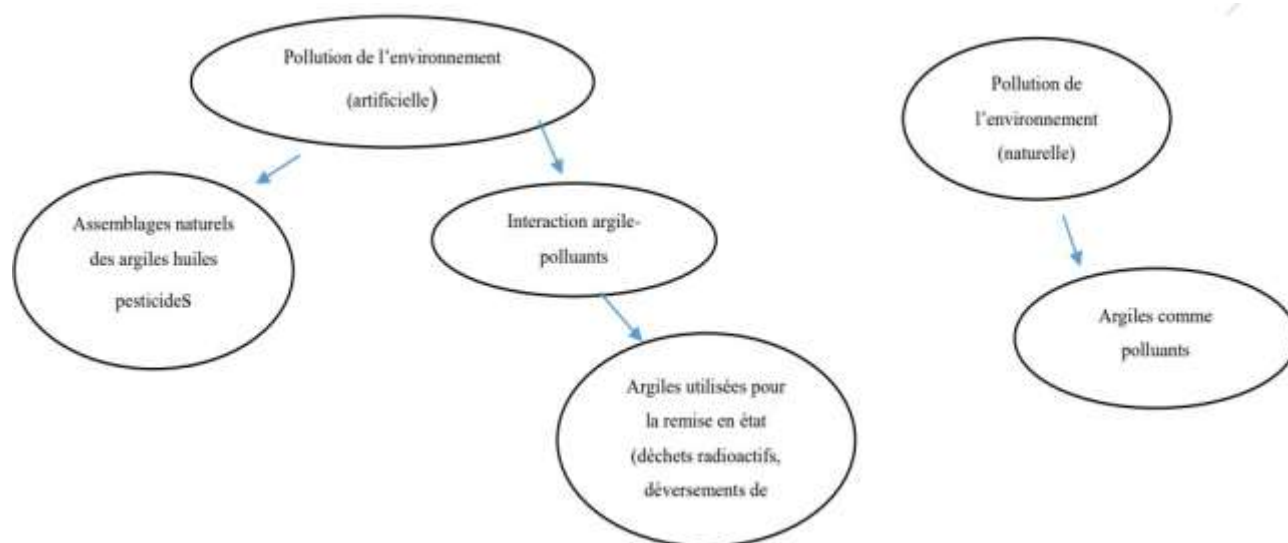 Pollution de l'environnement
(artificielle)
Pollution de
l'environnement
(naturelle)
Assemblages naturels
des argiles huiles
pesticides
Interaction argile-
polluants
Argiles comme
polluants
Argiles utilisées pour
la remise en état
(déchets radioactifs,
déversements de